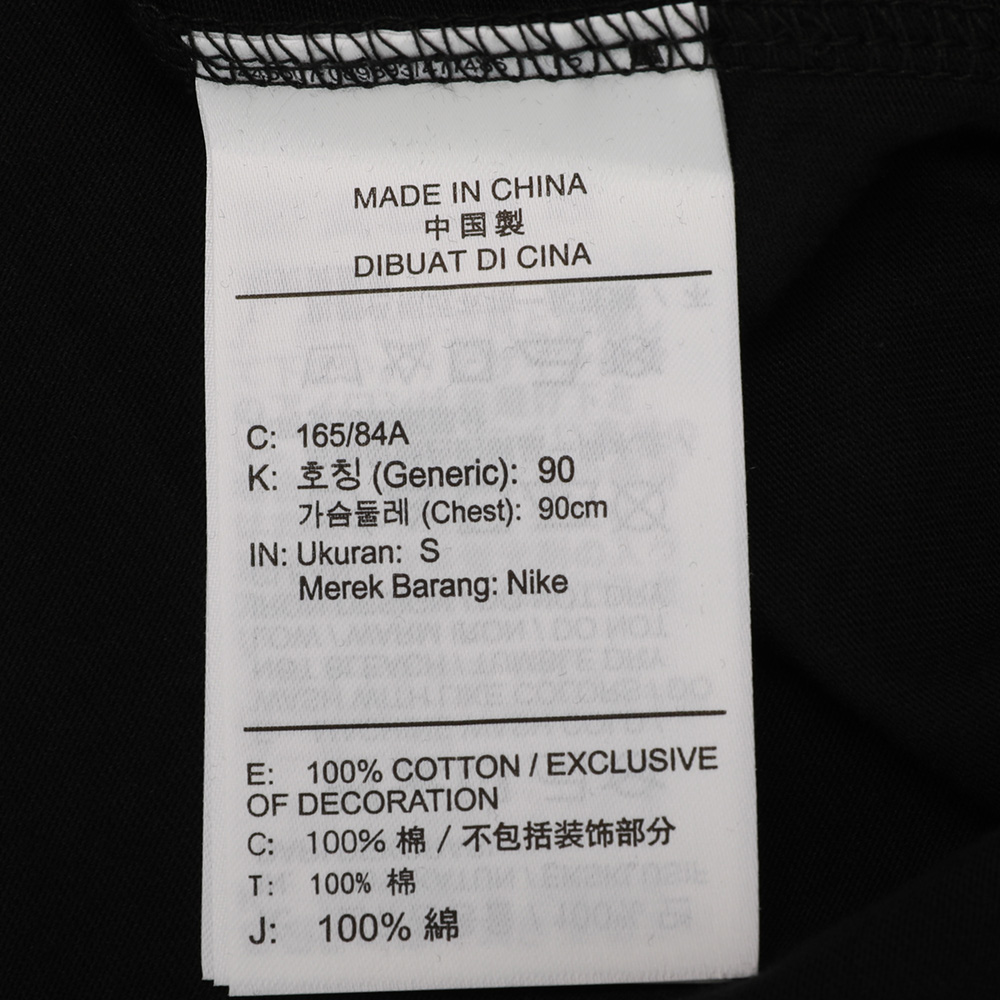 MADE IN CHINA
中国製
DIBUAT DI CINA
C: 165/84A
K: 호칭 (Generic): 90
가슴둘레 (Chest): 90cm
IN: Ukuran: S
Merek Barang: Nike
E: 100% COTTON / EXCLUSIVE
OF DECORATION
C: 100% 棉 / 不包括装饰部分
T: 100% 棉
J: 100% 綿